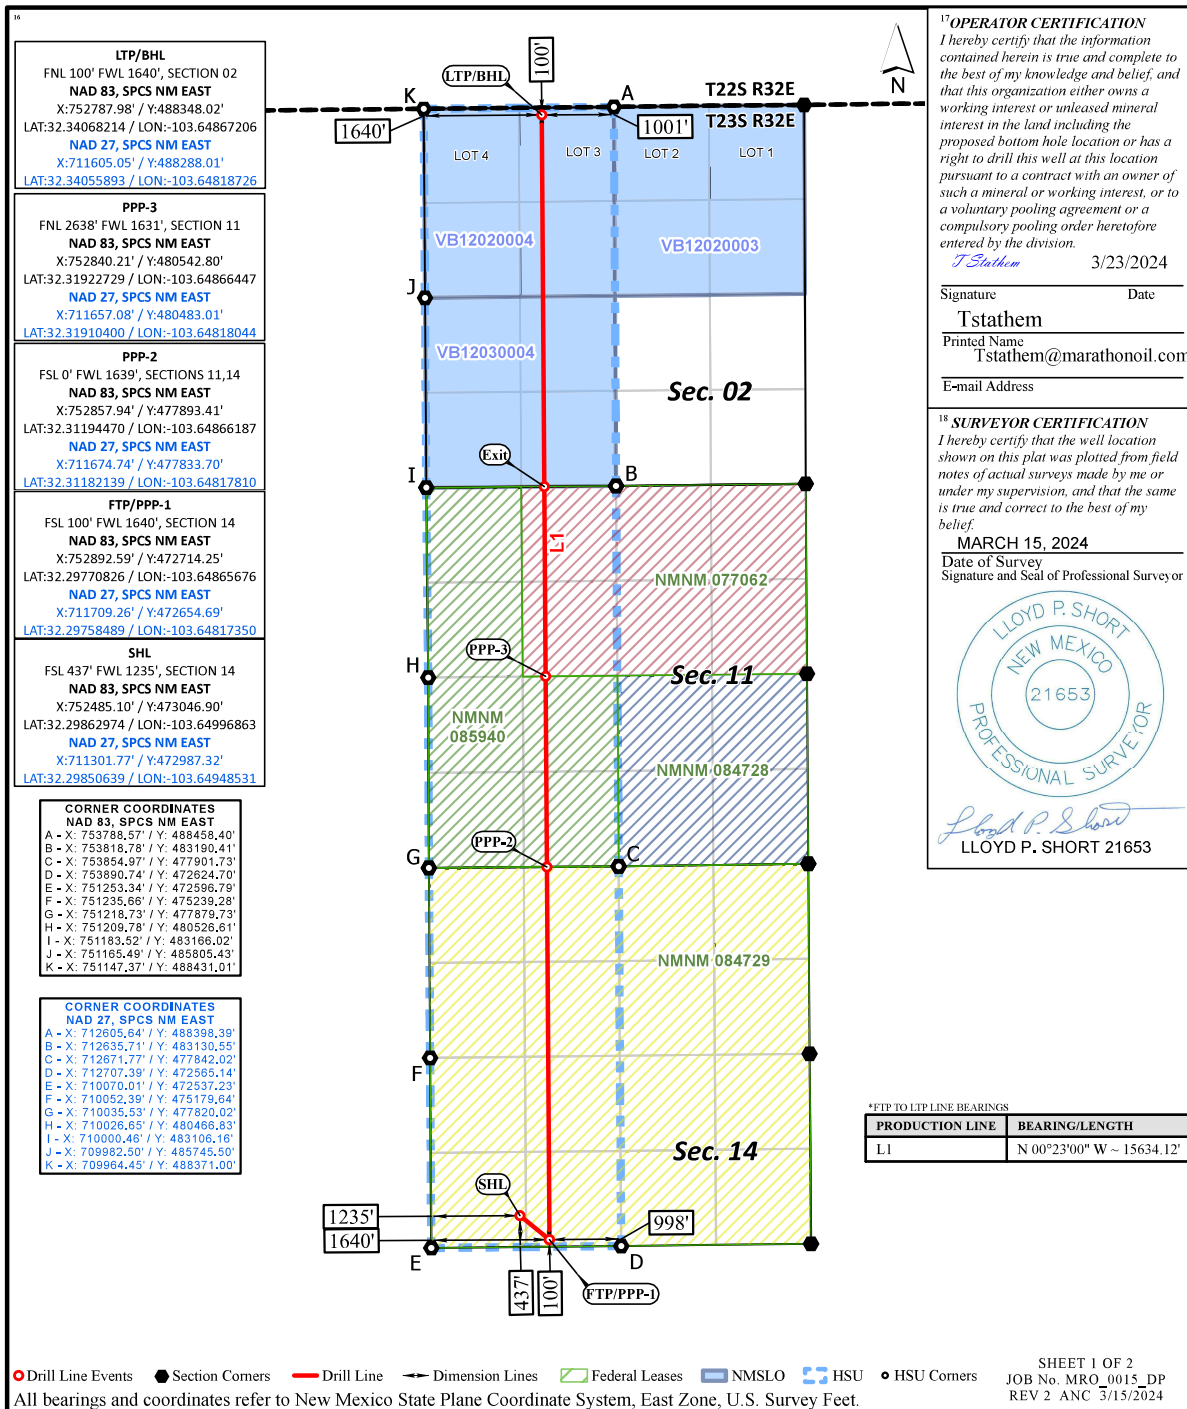 16
LTP/BHL
FNL 100' FWL 1640', SECTION 02
NAD 83, SPCS NM EAST
X:752787.98' / Y:488348.02'
LAT:32.34068214 / LON:-103.64867206
NAD 27, SPCS NM EAST
X:711605.05' / Y:488288.01'
LAT:32.34055893 / LON:-103.64818726
PPP-3
FNL 2638' FWL 1631', SECTION 11
NAD 83, SPCS NM EAST
X:752840.21' / Y:480542.80'
LAT:32.31922729 / LON:-103.64866447
NAD 27, SPCS NM EAST
X:711657.08' / Y:480483.01'
LAT:32.31910400 / LON:-103.64818044
PPP-2
FSL 0' FWL 1639', SECTIONS 11,14
NAD 83, SPCS NM EAST
X:752857.94' / Y:477893.41'
LAT:32.31194470 / LON:-103.64866187
NAD 27, SPCS NM EAST
X:711674.74' / Y:477833.70'
LAT:32.31182139 / LON:-103.64817810
FTP/PPP-1
FSL 100' FWL 1640', SECTION 14
NAD 83, SPCS NM EAST
X:752892.59' / Y:472714.25'
LAT:32.29770826 / LON:-103.64865676
NAD 27, SPCS NM EAST
X:711709.26' / Y:472654.69'
LAT:32.29758489 / LON:-103.64817350
SHL
FSL 437' FWL 1235', SECTION 14
NAD 83, SPCS NM EAST
X:752485.10' / Y:473046.90'
LAT:32.29862974 / LON:-103.64996863
NAD 27, SPCS NM EAST
X:711301.77' / Y:472987.32'
LAT:32.29850639 / LON:-103.64948531
CORNER COORDINATES
NAD 83, SPCS NM EAST
A - X: 753788.57' / Y: 488458.40'
B - X: 753818.78' / Y: 483190.41'
C - X: 753854.97' / Y: 477901.73'
D - X: 753890.74' / Y: 472624.70'
E - X: 751253.34' / Y: 472596.79'
F - X: 751235.66' / Y: 475239.28'
G - X: 751218.73' / Y: 477879.73'
H - X: 751209.78' / Y: 480526.61'
I - X: 751183.52' / Y: 483166.02'
J - X: 751165.49' / Y: 485805.43'
K - X: 751147.37' / Y: 488431.01'
CORNER COORDINATES
NAD 27, SPCS NM EAST
A - X: 712605.64' / Y: 488398.39'
B - X: 712635.71' / Y: 483130.55'
C - X: 712671.77' / Y: 477842.02'
D - X: 712707.39' / Y: 472565.14'
E - X: 710070.01' / Y: 472537.23'
F - X: 710052.39' / Y: 475179.64'
G - X: 710035.53' / Y: 477820.02'
H - X: 710026.65' / Y: 480466.83'
I - X: 710000.46' / Y: 483106.16'
J - X: 709982.50' / Y: 485745.50'
K - X: 709964.45' / Y: 488371.00'
LTP/BHL
100'
N
K
A
T22S R32E
T23S R32E
1640'
1001'
LOT 4
LOT 3
LOT 2
LOT 1
VB12020004
VB12020003
J
VB12030004
Sec. 02
Exit
I
B
L1
NMNM 077062
PPP-3
H
Sec. 11
NMNM
085940
NMNM 084728
PPP-2
G
C
NMNM 084729
F
Sec. 14
SHL
1235'
1640'
998'
E
D
437'
100'
FTP/PPP-1
17 OPERATOR CERTIFICATION
I hereby certify that the information
contained herein is true and complete to
the best of my knowledge and belief, and
that this organization either owns a
working interest or unleased mineral
interest in the land including the
proposed bottom hole location or has a
right to drill this well at this location
pursuant to a contract with an owner of
such a mineral or working interest, or to
a voluntary pooling agreement or a
compulsory pooling order heretofore
entered by the division.
T Stathem 3/23/2024
Signature Date
Tstathem
Printed Name
Tstathem@marathonoil.com
E-mail Address
18 SURVEYOR CERTIFICATION
I hereby certify that the well location
shown on this plat was plotted from field
notes of actual surveys made by me or
under my supervision, and that the same
is true and correct to the best of my
belief.
MARCH 15, 2024
Date of Survey
Signature and Seal of Professional Surveyor
LLOYD P. SHORT
NEW MEXICO
21653
PROFESSIONAL SURVEYOR
Lloyd P. Short
LLOYD P. SHORT 21653
*FTP TO LTP LINE BEARINGS
PRODUCTION LINE BEARING/LENGTH
L1 N 00°23'00" W ~ 15634.12'
Drill Line Events Section Corners Drill Line Dimension Lines Federal Leases NMSLO HSU HSU Corners
All bearings and coordinates refer to New Mexico State Plane Coordinate System, East Zone, U.S. Survey Feet.
SHEET 1 OF 2
JOB No. MRO_0015_DP
REV 2 ANC 3/15/2024